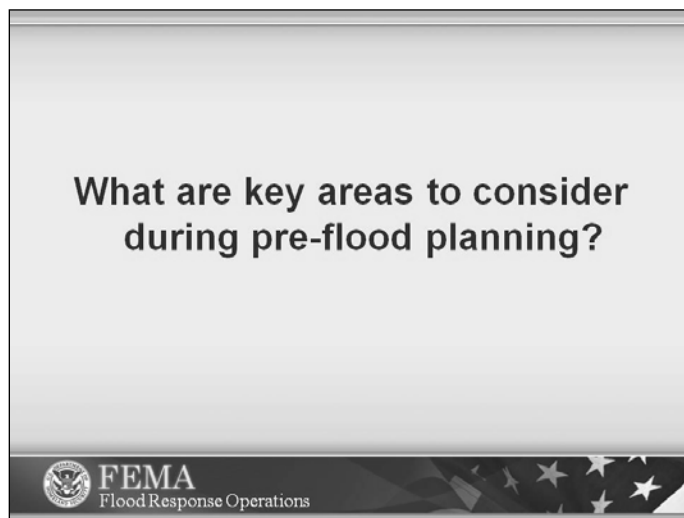 What are key areas to consider
during pre-flood planning?
FEMA
Flood Response Operations